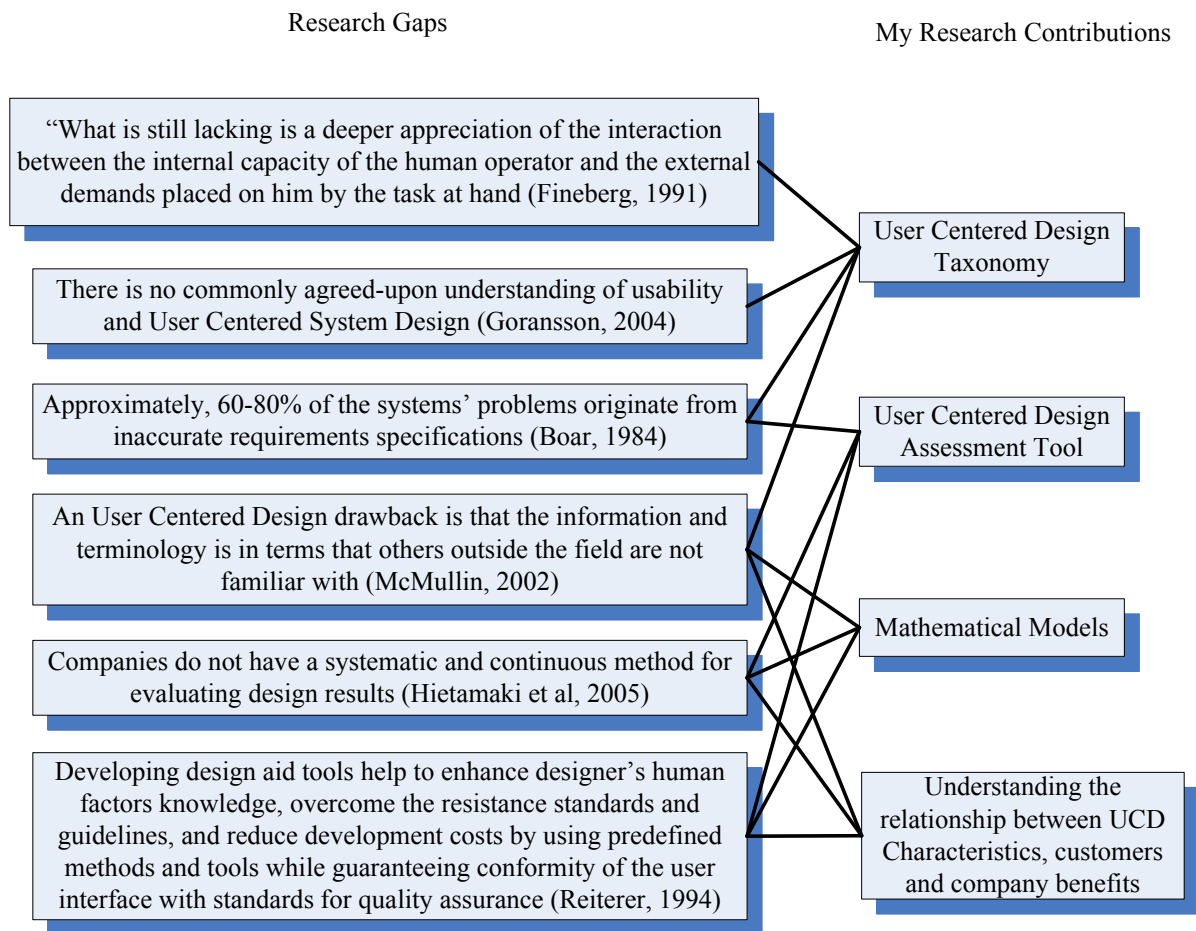 Research Gaps
My Research Contributions
“What is still lacking is a deeper appreciation of the interaction
between the internal capacity of the human operator and the external
demands placed on him by the task at hand (Fineberg, 1991)
There is no commonly agreed-upon understanding of usability
and User Centered System Design (Goransson, 2004)
Approximately, 60-80% of the systems’ problems originate from
inaccurate requirements specifications (Boar, 1984)
An User Centered Design drawback is that the information and
terminology is in terms that others outside the field are not
familiar with (McMullin, 2002)
Companies do not have a systematic and continuous method for
evaluating design results (Hietamaki et al, 2005)
Developing design aid tools help to enhance designer’s human
factors knowledge, overcome the resistance standards and
guidelines, and reduce development costs by using predefined
methods and tools while guaranteeing conformity of the user
interface with standards for quality assurance (Reiterer, 1994)
User Centered Design
Taxonomy
User Centered Design
Assessment Tool
Mathematical Models
Understanding the
relationship between UCD
Characteristics, customers
and company benefits